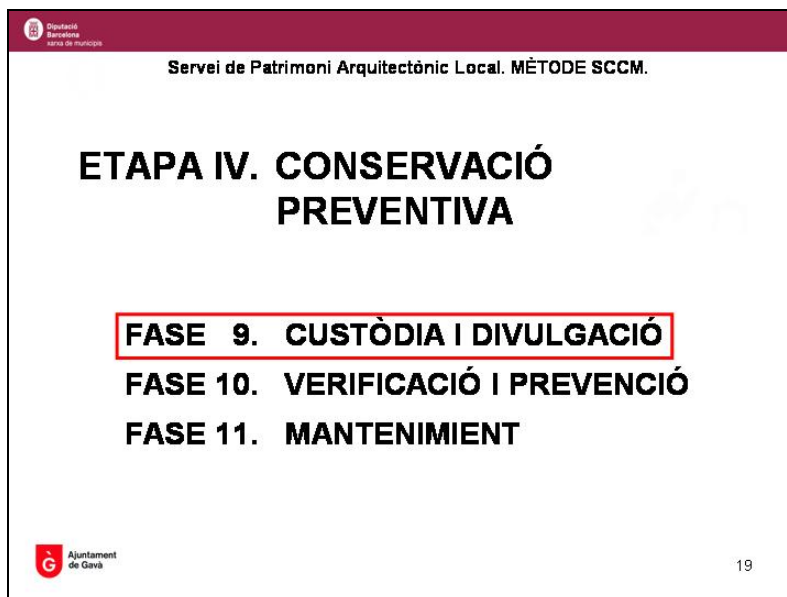 Diputació
Barcelona
xarxa de municipis
Servei de Patrimoni Arquitectònic Local. MÈTODE SCCM.
ETAPA IV. CONSERVACIÓ
PREVENTIVA
FASE 9. CUSTÒDIA I DIVULGACIÓ
FASE 10. VERIFICACIÓ I PREVENCIÓ
FASE 11. MANTENIMIENT
Ġ Ajuntament
de Gavà
19